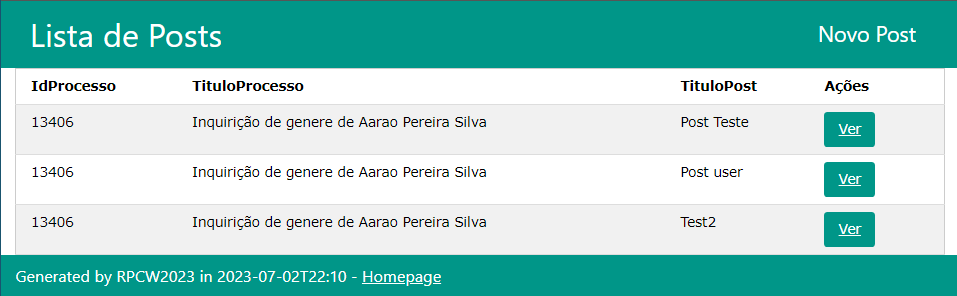 Lista de Posts Novo Post
IdProcesso TituloProcesso TituloPost Ações
13406 Inquirição de genere de Aarao Pereira Silva Post Teste Ver
13406 Inquirição de genere de Aarao Pereira Silva Post user Ver
13406 Inquirição de genere de Aarao Pereira Silva Test2 Ver
Generated by RPCW2023 in 2023-07-02T22:10 - Homepage